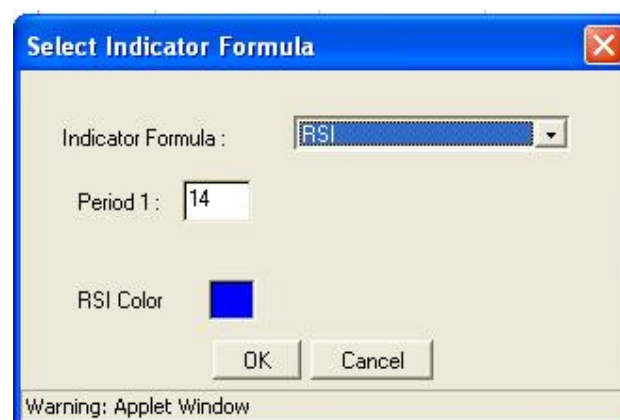 Select Indicator Formula
Indicator Formula : RSI
Period 1 : 14
RSI Color
OK Cancel
Warning: Applet Window